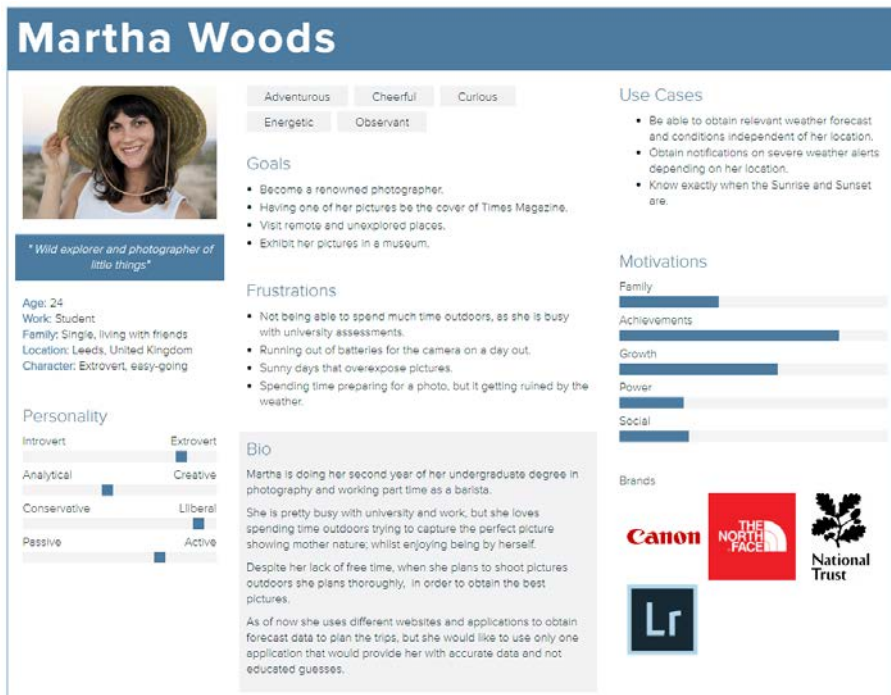 Martha Woods
" Wild explorer and photographer of
little things"
Age: 24
Work: Student
Family: Single, living with friends
Location: Leeds, United Kingdom
Character: Extrovert, easy-going
Personality
Introvert Extrovert
Analytical Creative
Conservative Lliberal
Passive Active
Adventurous Cheerful Curious
Energetic Observant
Goals
• Become a renowned photographer.
• Having one of her pictures be the cover of Times Magazine.
• Visit remote and unexplored places.
• Exhibit her pictures in a museum.
Frustrations
• Not being able to spend much time outdoors, as she is busy
with university assessments.
• Running out of batteries for the camera on a day out.
• Sunny days that overexpose pictures.
• Spending time preparing for a photo, but it getting ruined by the
weather.
Bio
Martha is doing her second year of her undergraduate degree in
photography and working part time as a barista.
She is pretty busy with university and work, but she loves
spending time outdoors trying to capture the perfect picture
showing mother nature; whilst enjoying being by herself.
Despite her lack of free time, when she plans to shoot pictures
outdoors she plans thoroughly, in order to obtain the best
pictures.
As of now she uses different websites and applications to obtain
forecast data to plan the trips, but she would like to use only one
application that would provide her with accurate data and not
educated guesses.
Use Cases
• Be able to obtain relevant weather forecast
and conditions independent of her location.
• Obtain notifications on severe weather alerts
depending on her location.
• Know exactly when the Sunrise and Sunset
are.
Motivations
Family
Achievements
Growth
Power
Social
Brands
Canon
THE
NORTH
FACE
National
Trust
Lr